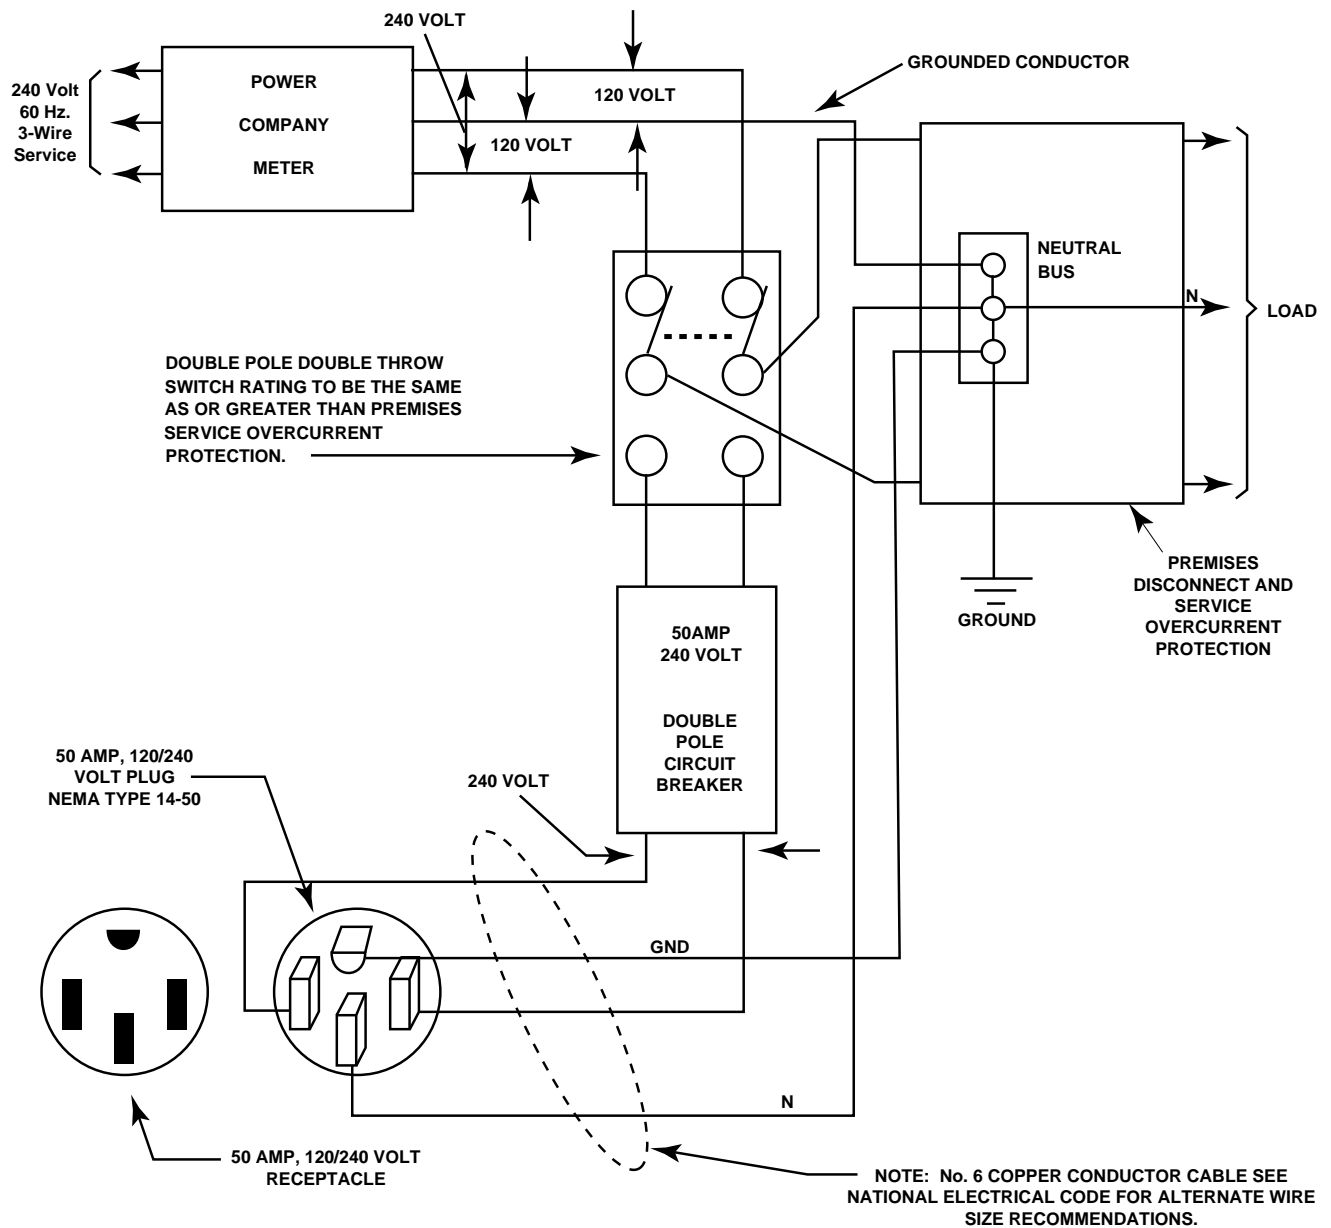 240 VOLT
GROUNDED CONDUCTOR
240 Volt
60 Hz.
3-Wire
Service
POWER
COMPANY
METER
120 VOLT
120 VOLT
NEUTRAL
BUS
N
LOAD
DOUBLE POLE DOUBLE THROW
SWITCH RATING TO BE THE SAME
AS OR GREATER THAN PREMISES
SERVICE OVERCURRENT
PROTECTION.
GROUND
PREMISES
DISCONNECT AND
SERVICE
OVERCURRENT
PROTECTION
50AMP
240 VOLT
DOUBLE
POLE
CIRCUIT
BREAKER
50 AMP, 120/240
VOLT PLUG
NEMA TYPE 14-50
240 VOLT
GND
N
50 AMP, 120/240 VOLT
RECEPTACLE
NOTE: No. 6 COPPER CONDUCTOR CABLE SEE
NATIONAL ELECTRICAL CODE FOR ALTERNATE WIRE
SIZE RECOMMENDATIONS.